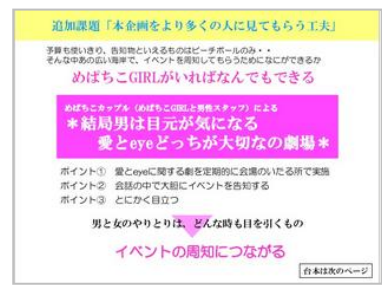 追加課題「本企画をより多くの人に見てもらう工夫」
予算も使いきり、告知物といえるものはビーチボールのみ・・
そんな中あの広い海岸で、イベントを周知してもらうためになにができるか
めばちこGIRLがいればなんでもできる
めばちこカップル（めばちこGIRLと男性スタッフ）による
＊結局男は目元が気になる
愛とeyeどっちが大切なの劇場＊
ポイント① 愛とeyeに関する劇を定期的に会場のいたる所で実施
ポイント② 会話の中で大胆にイベントを告知する
ポイント③ とにかく目立つ
男と女のやりとりは、どんな時も目を引くもの
イベントの周知につながる
台本は次のページ